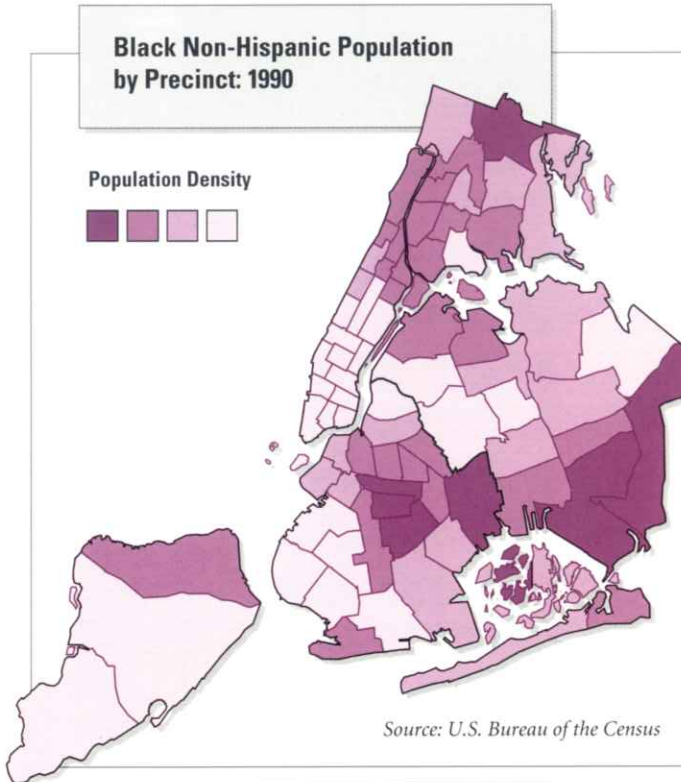 Black Non-Hispanic Population
by Precinct: 1990
Population Density
Source: U.S. Bureau of the Census